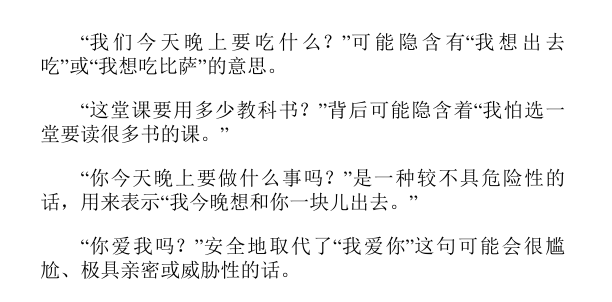 “我们今天晚上要吃什么？”可能隐含有“我想出去
吃”或“我想吃比萨”的意思。
“这堂课要用多少教科书？”背后可能隐含着“我怕选一
堂要读很多书的课。”
“你今天晚上要做什么事吗？”是一种较不具危险性的
话，用来表示“我今晚想和你一块儿出去。”
“你爱我吗？”安全地取代了“我爱你”这句可能会很尴
尬、极具亲密或威胁性的话。